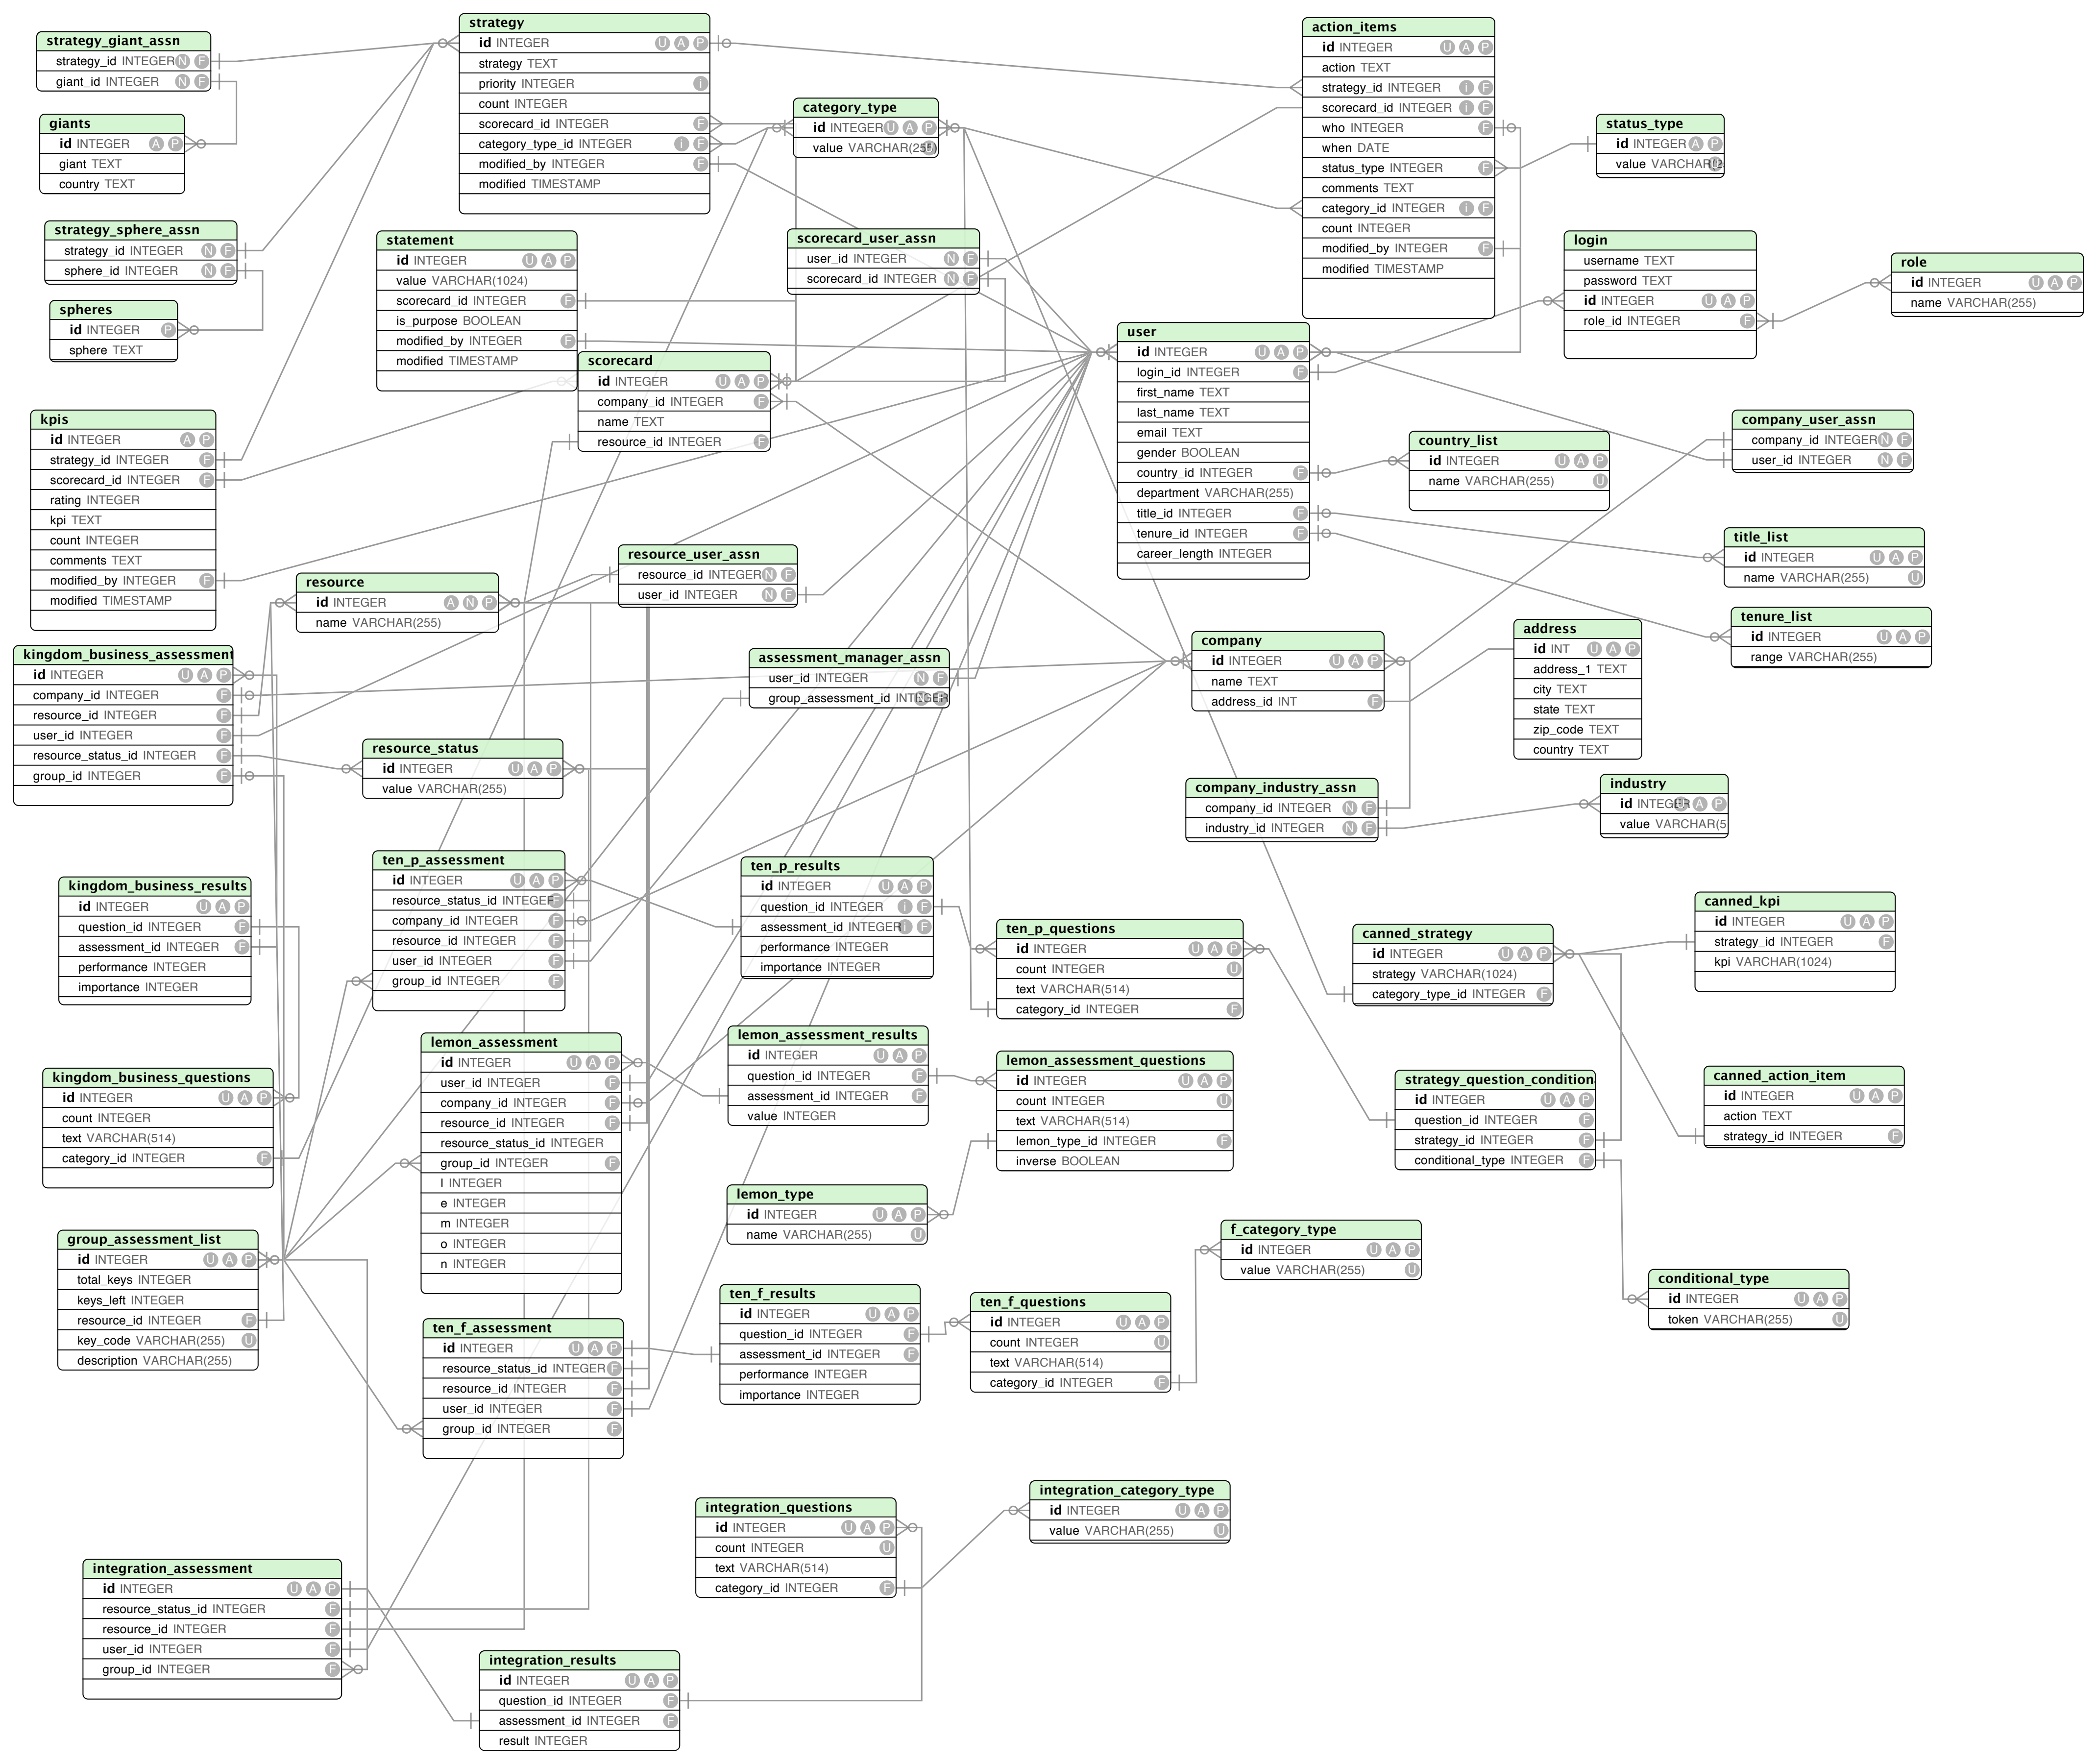 strategy_giant_assn
strategy_id INTEGER N F
giant_id INTEGER N F
giants
id INTEGER A P
giant TEXT
country TEXT
strategy_sphere_assn
strategy_id INTEGER N F
sphere_id INTEGER N F
spheres
id INTEGER P
sphere TEXT
kpis
id INTEGER A P
strategy_id INTEGER F
scorecard_id INTEGER F
rating INTEGER
kpi TEXT
count INTEGER
comments TEXT
modified_by INTEGER F
modified TIMESTAMP
strategy
id INTEGER U A P
strategy TEXT
priority INTEGER i
count INTEGER
scorecard_id INTEGER F
category_type_id INTEGER i F
modified_by INTEGER F
modified TIMESTAMP
statement
id INTEGER U A P
value VARCHAR(1024)
scorecard_id INTEGER F
is_purpose BOOLEAN
modified_by INTEGER F
modified TIMESTAMP
scorecard
id INTEGER U A P
company_id INTEGER F
name TEXT
resource_id INTEGER F
category_type
id INTEGER U A P
value VARCHAR(255)
scorecard_user_assn
user_id INTEGER N F
scorecard_id INTEGER N F
action_items
id INTEGER U A P
action TEXT
strategy_id INTEGER i F
scorecard_id INTEGER i F
who INTEGER F
when DATE
status_type INTEGER F
comments TEXT
category_id INTEGER i F
count INTEGER
modified_by INTEGER F
modified TIMESTAMP
status_type
id INTEGER A P
value
login
username TEXT
password TEXT
id INTEGER U A P
role_id INTEGER F
role
id INTEGER U A P
name VARCHAR(255)
user
id INTEGER U A P
login_id INTEGER F
first_name TEXT
last_name TEXT
email TEXT
gender BOOLEAN
country_id INTEGER F
department VARCHAR(255)
title_id INTEGER F
tenure_id INTEGER F
career_length INTEGER
country_list
id INTEGER U A P
name VARCHAR(255) U
company_user_assn
company_id INTEGER N F
user_id INTEGER N F
title_list
id INTEGER U A P
name VARCHAR(255) U
tenure_list
id INTEGER U A P
range VARCHAR(255)
resource
id INTEGER A N P
name VARCHAR(255)
resource_user_assn
resource_id INTEGER N F
user_id INTEGER N F
kingdom_business_assessment
id INTEGER U A P
company_id INTEGER F
resource_id INTEGER F
user_id INTEGER F
resource_status_id INTEGER F
group_id INTEGER F
assessment_manager_assn
user_id INTEGER N F
group_assessment_id INTEGER
company
id INTEGER U A P
name TEXT
address_id INT F
address
id INT U A P
address_1 TEXT
city TEXT
state TEXT
zip_code TEXT
country TEXT
resource_status
id INTEGER U A P
value VARCHAR(255)
company_industry_assn
company_id INTEGER N F
industry_id INTEGER N F
industry
id INTEGER A P
value VARCHAR(5
ten_p_assessment
id INTEGER U A P
resource_status_id INTEGER F
company_id INTEGER F
resource_id INTEGER F
user_id INTEGER F
group_id INTEGER F
ten_p_results
id INTEGER U A P
question_id INTEGER i F
assessment_id INTEGER i F
performance INTEGER
importance INTEGER
kingdom_business_results
id INTEGER U A P
question_id INTEGER F
assessment_id INTEGER F
performance INTEGER
importance INTEGER
ten_p_questions
id INTEGER U A P
count INTEGER U
text VARCHAR(514)
category_id INTEGER F
canned_strategy
id INTEGER U A P
strategy VARCHAR(1024)
category_type_id INTEGER F
canned_kpi
id INTEGER U A P
strategy_id INTEGER F
kpi VARCHAR(1024)
kingdom_business_questions
id INTEGER U A P
count INTEGER
text VARCHAR(514)
category_id INTEGER F
lemon_assessment
id INTEGER U A P
user_id INTEGER F
company_id INTEGER F
resource_id INTEGER F
resource_status_id INTEGER
group_id INTEGER F
l INTEGER
e INTEGER
m INTEGER
o INTEGER
n INTEGER
lemon_assessment_results
id INTEGER U A P
question_id INTEGER F
assessment_id INTEGER F
value INTEGER
lemon_assessment_questions
id INTEGER U A P
count INTEGER U
text VARCHAR(514)
lemon_type_id INTEGER F
inverse BOOLEAN
strategy_question_condition
id INTEGER U A P
question_id INTEGER F
strategy_id INTEGER F
conditional_type INTEGER F
canned_action_item
id INTEGER U A P
action TEXT
strategy_id INTEGER F
lemon_type
id INTEGER U A P
name VARCHAR(255) U
group_assessment_list
id INTEGER U A P
total_keys INTEGER
keys_left INTEGER
resource_id INTEGER F
key_code VARCHAR(255) U
description VARCHAR(255)
f_category_type
id INTEGER U A P
value VARCHAR(255) U
conditional_type
id INTEGER U A P
token VARCHAR(255) U
ten_f_assessment
id INTEGER U A P
resource_status_id INTEGER F
resource_id INTEGER F
user_id INTEGER F
group_id INTEGER F
ten_f_results
id INTEGER U A P
question_id INTEGER F
assessment_id INTEGER F
performance INTEGER
importance INTEGER
ten_f_questions
id INTEGER U A P
count INTEGER U
text VARCHAR(514)
category_id INTEGER F
integration_questions
id INTEGER U A P
count INTEGER U
text VARCHAR(514)
category_id INTEGER F
integration_category_type
id INTEGER U A P
value VARCHAR(255) U
integration_assessment
id INTEGER U A P
resource_status_id INTEGER F
resource_id INTEGER F
user_id INTEGER F
group_id INTEGER F
integration_results
id INTEGER U A P
question_id INTEGER F
assessment_id INTEGER F
result INTEGER